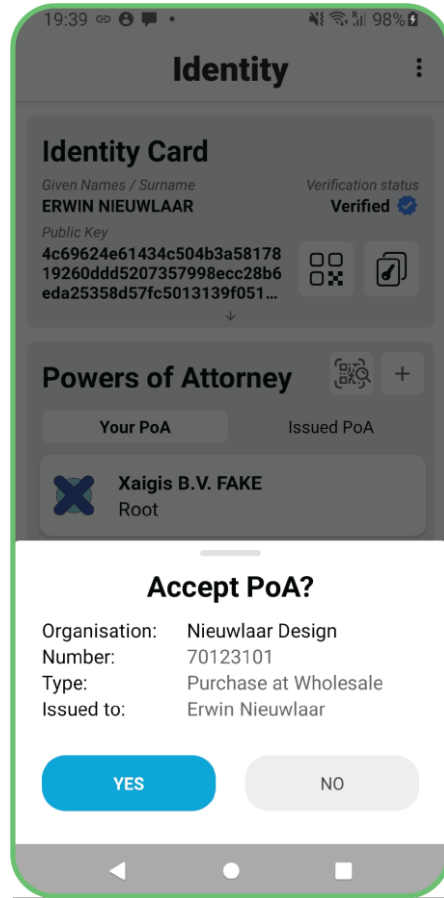 19:39
98%
Identity
Identity Card
Given Names / Surname
Verification status
ERWIN NIEUWLAAR
Verified
Public Key
4c69624e61434c504b3a58178
19260ddd5207357998ecc28b6
eda25358d57fc5013139f051...
Powers of Attorney
+
Your PoA
Issued PoA
Xaigis B.V. FAKE
Root
Accept PoA?
Organisation: Nieuwlaar Design
Number: 70123101
Type: Purchase at Wholesale
Issued to: Erwin Nieuwlaar
YES
NO